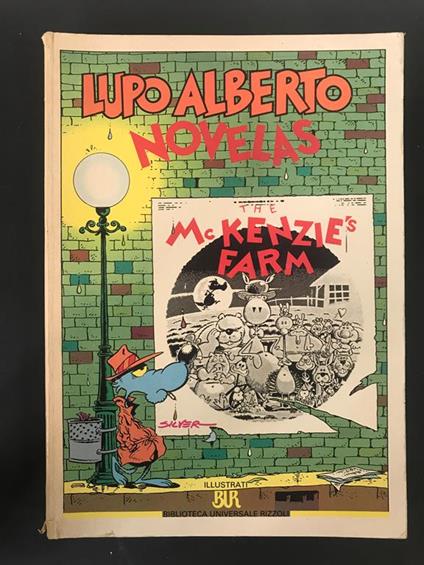 LUPO ALBERTO
NOVELAS
THE
McKENZIE's
FARM
SILVER
ILLUSTRATI
BUR
BIBLIOTECA UNIVERSALE RIZZOLI